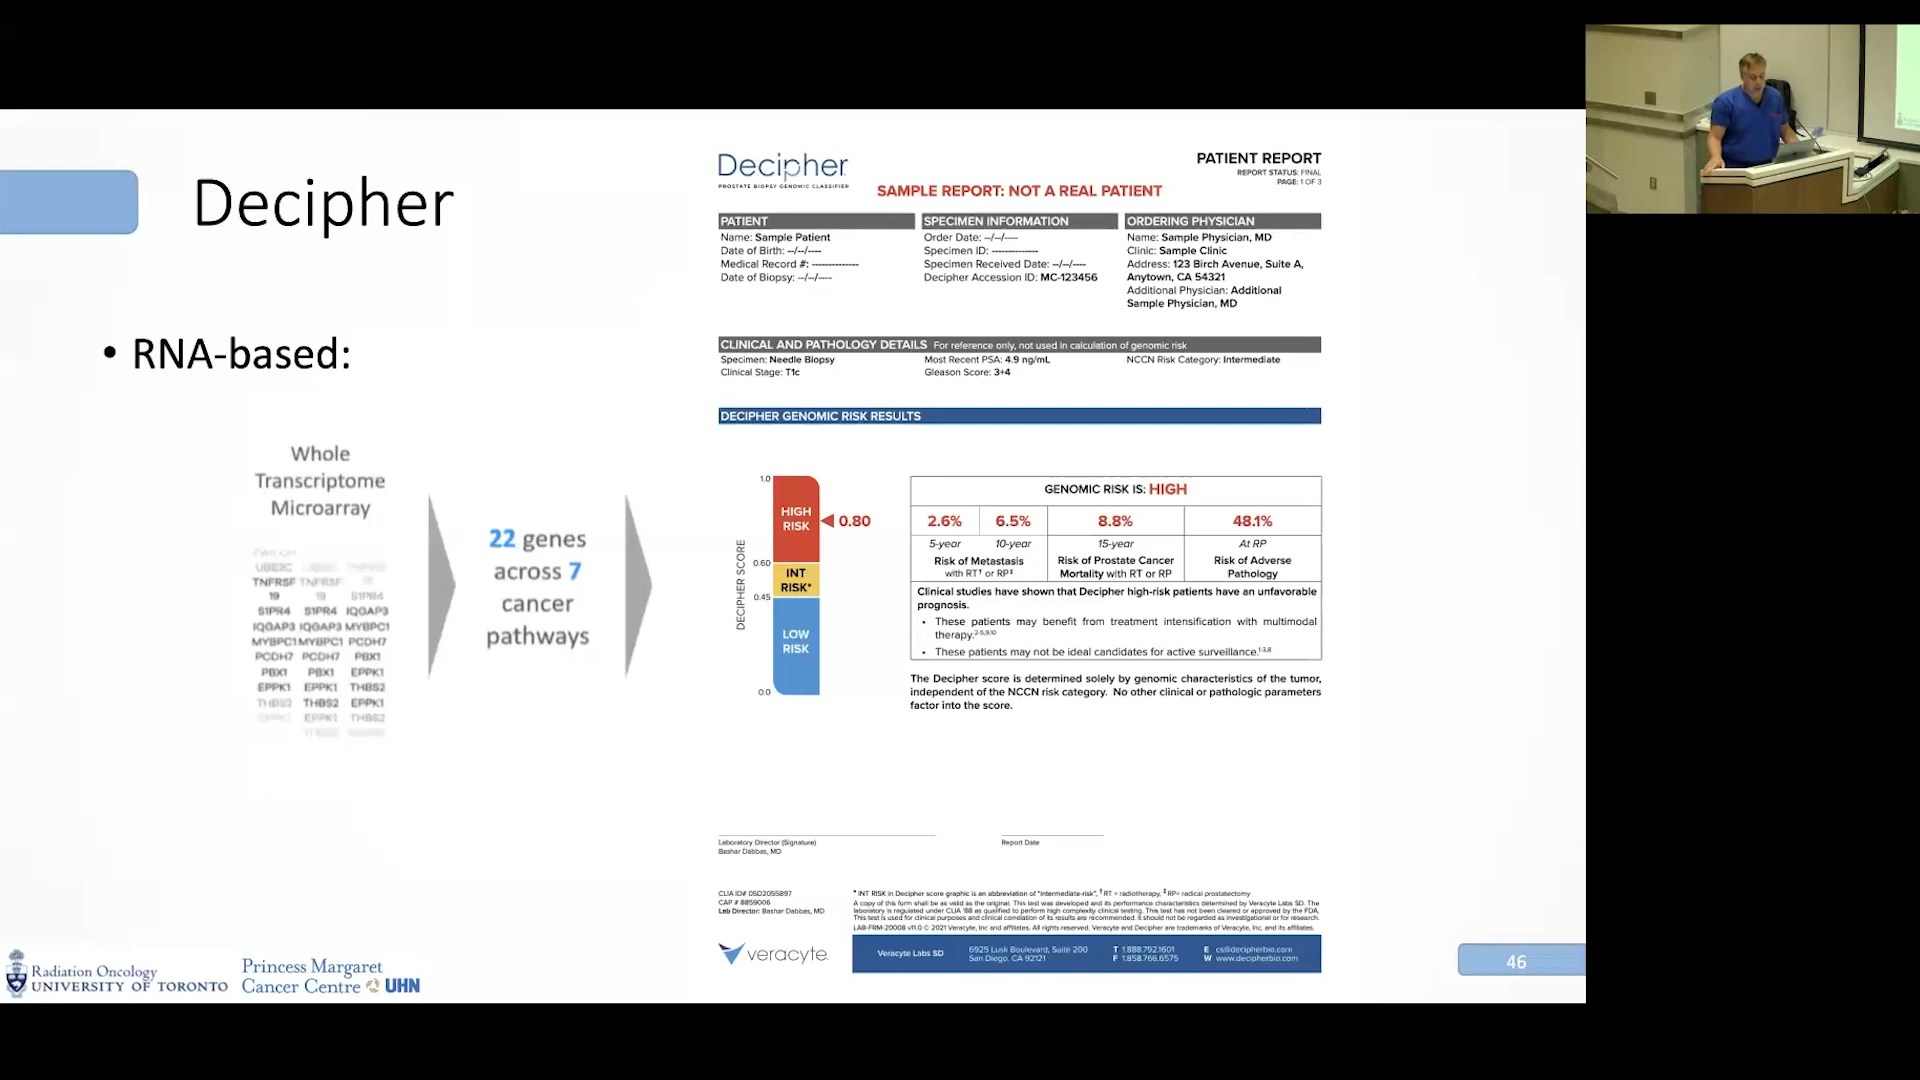 Decipher
• RNA-based:
Whole
Transcriptome
Microarray
UBE2C
TNFRSF TNFRSF
19 19 S1PR4
S1PR4 S1PR4 IQGAP3
IQGAP3 IQGAP3 MYBPC1
MYBPC1 MYBPC1 PCDH7
PCDH7 PCDH7 PBX1
PBX1 PBX1 EPPK1
EPPK1 EPPK1 THBS2
THBS2 THBS2 EPPK1
EPPK1 EPPK1 THBS2
THBS2
22 genes
across 7
cancer
pathways
Decipher
PROSTATE BIOPSY GENOMIC CLASSIFIER
SAMPLE REPORT: NOT A REAL PATIENT
PATIENT REPORT
REPORT STATUS: FINAL
PAGE: 1 OF 3
PATIENT
Name: Sample Patient
Date of Birth: --/--/----
Medical Record #: --------------
Date of Biopsy: --/--/----
SPECIMEN INFORMATION
Order Date: --/--/----
Specimen ID: --------------
Specimen Received Date: --/--/----
Decipher Accession ID: MC-123456
ORDERING PHYSICIAN
Name: Sample Physician, MD
Clinic: Sample Clinic
Address: 123 Birch Avenue, Suite A,
Anytown, CA 54321
Additional Physician: Additional
Sample Physician, MD
CLINICAL AND PATHOLOGY DETAILS For reference only, not used in calculation of genomic risk
Specimen: Needle Biopsy
Clinical Stage: T1c
Most Recent PSA: 4.9 ng/mL
Gleason Score: 3+4
NCCN Risk Category: Intermediate
DECIPHER GENOMIC RISK RESULTS
DECIPHER SCORE
1.0
0.60
0.45
0.0
HIGH
RISK
0.80
INT
RISK*
LOW
RISK
GENOMIC RISK IS: HIGH
2.6% 6.5% 8.8% 48.1%
5-year 10-year 15-year At RP
Risk of Metastasis
with RT† or RP‡
Risk of Prostate Cancer
Mortality with RT or RP
Risk of Adverse
Pathology
Clinical studies have shown that Decipher high-risk patients have an unfavorable
prognosis.
• These patients may benefit from treatment intensification with multimodal
therapy.2-5,9,10
• These patients may not be ideal candidates for active surveillance.1-3,8
The Decipher score is determined solely by genomic characteristics of the tumor,
independent of the NCCN risk category. No other clinical or pathologic parameters
factor into the score.
Laboratory Director (Signature)
Bashar Dabbas, MD
Report Date
CLIA ID# 05D2055897
CAP # 8859006
Lab Director: Bashar Dabbas, MD
* INT RISK in Decipher score graphic is an abbreviation of "intermediate-risk", † RT = radiotherapy, ‡ RP= radical prostatectomy
A copy of this form shall be as valid as the original. This test was developed and its performance characteristics determined by Veracyte Labs SD. The
laboratory is regulated under CLIA '88 as qualified to perform high complexity clinical testing. This test has not been cleared or approved by the FDA.
This test is used for clinical purposes and clinical correlation of its results are recommended. It should not be regarded as investigational or for research.
LAB-FRM-20008 v11.0 © 2021 Veracyte, Inc and affiliates. All rights reserved. Veracyte and Decipher are trademarks of Veracyte, Inc, and its affiliates.
veracyte.
Veracyte Labs SD
6925 Lusk Boulevard, Suite 200
San Diego, CA 92121
T 1.888.792.1601
F 1.858.766.6575
E cs@decipherbio.com
W www.decipherbio.com
Radiation Oncology
UNIVERSITY OF TORONTO
Princess Margaret
Cancer Centre UHN
46